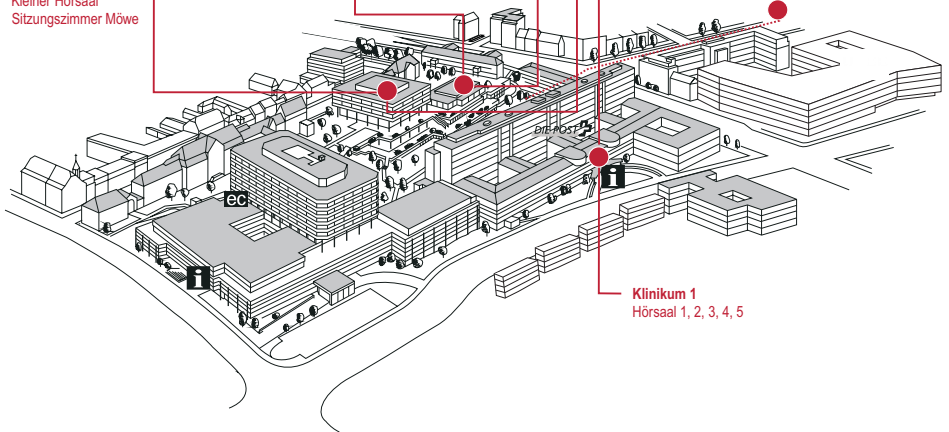 Kleiner Hörsaal
Sitzungszimmer Möwe
DIE POST
ec
i
i
Klinikum 1
Hörsaal 1, 2, 3, 4, 5